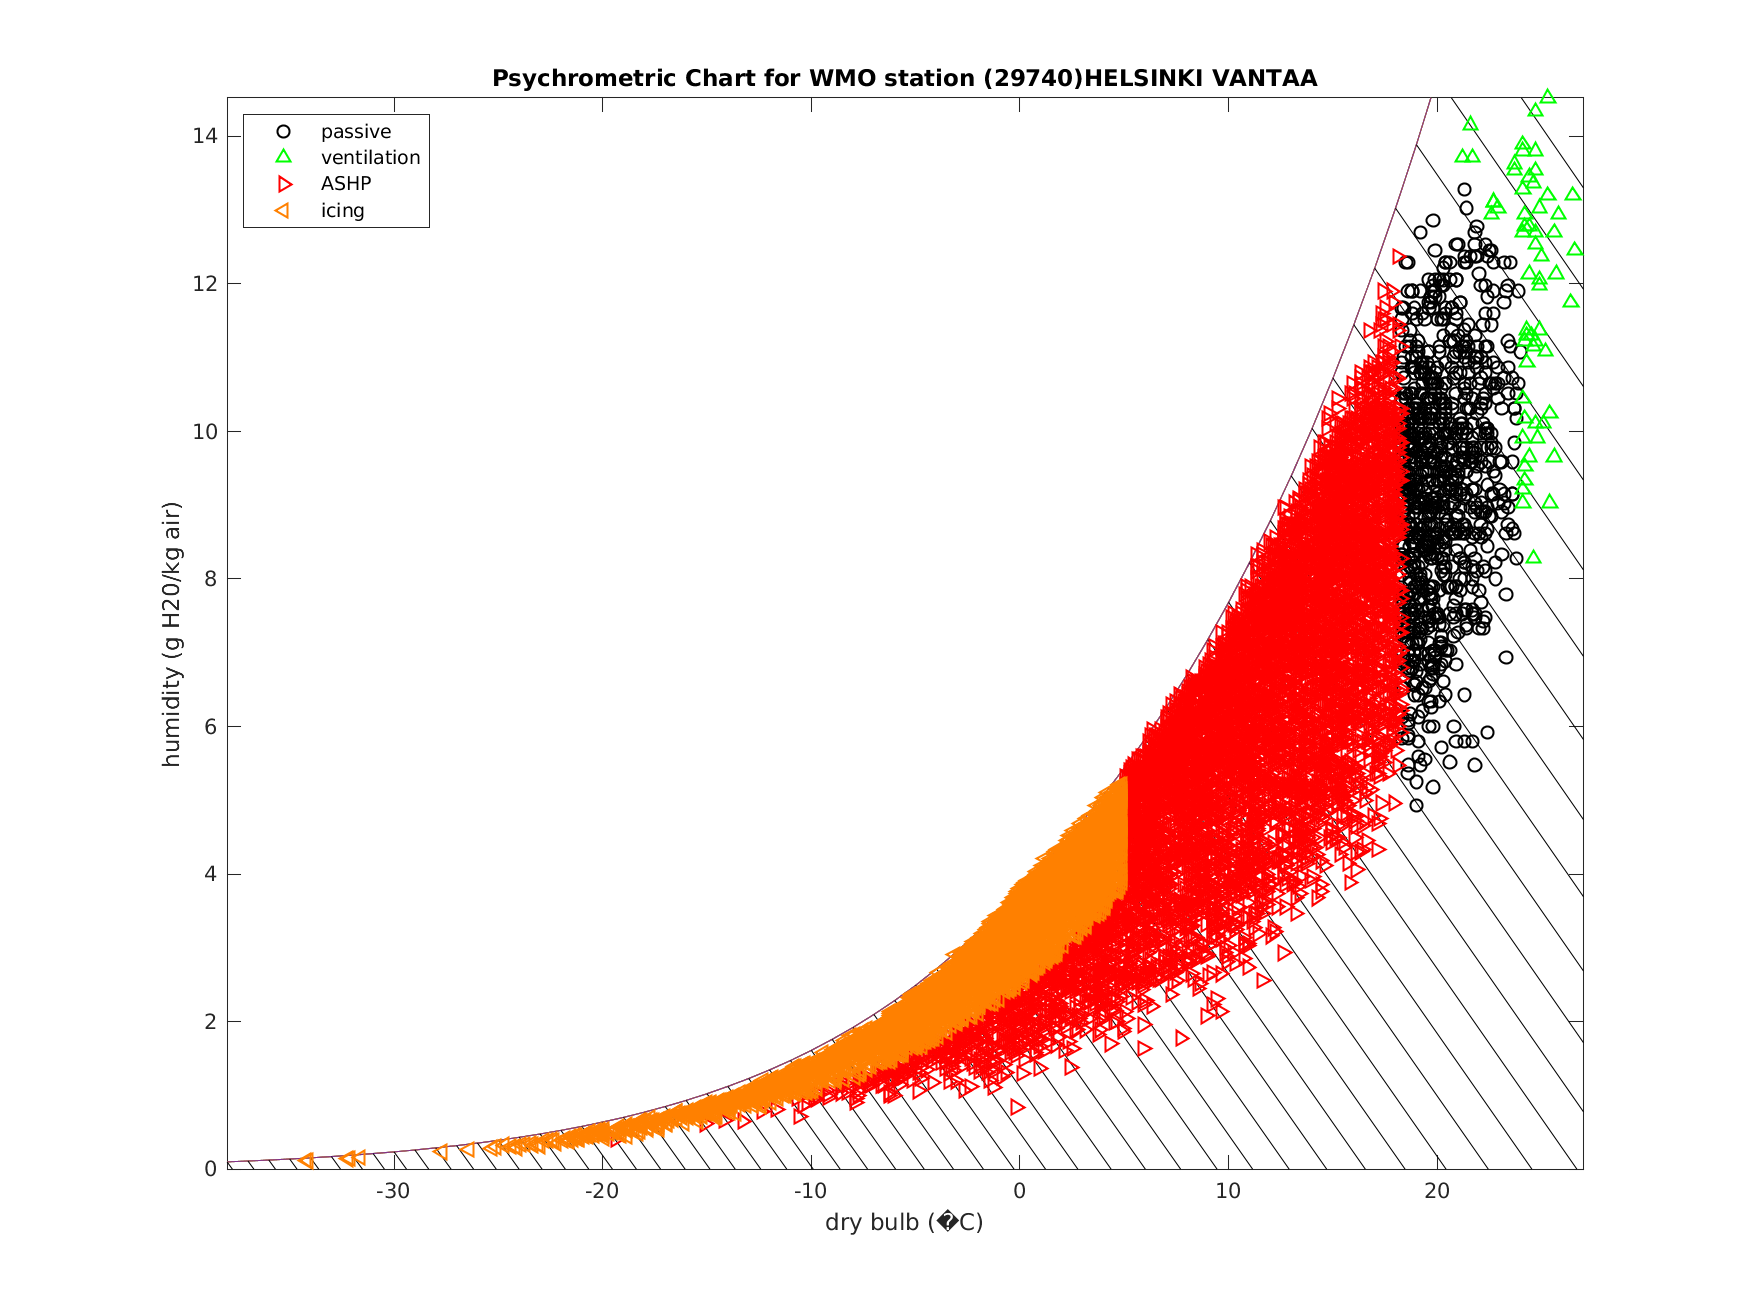 Psychrometric Chart for WMO station (29740)HELSINKI VANTAA
passive
ventilation
ASHP
icing
14
12
10
8
6
4
2
0
humidity (g H20/kg air)
-30 -20 -10 0 10 20
dry bulb (�C)